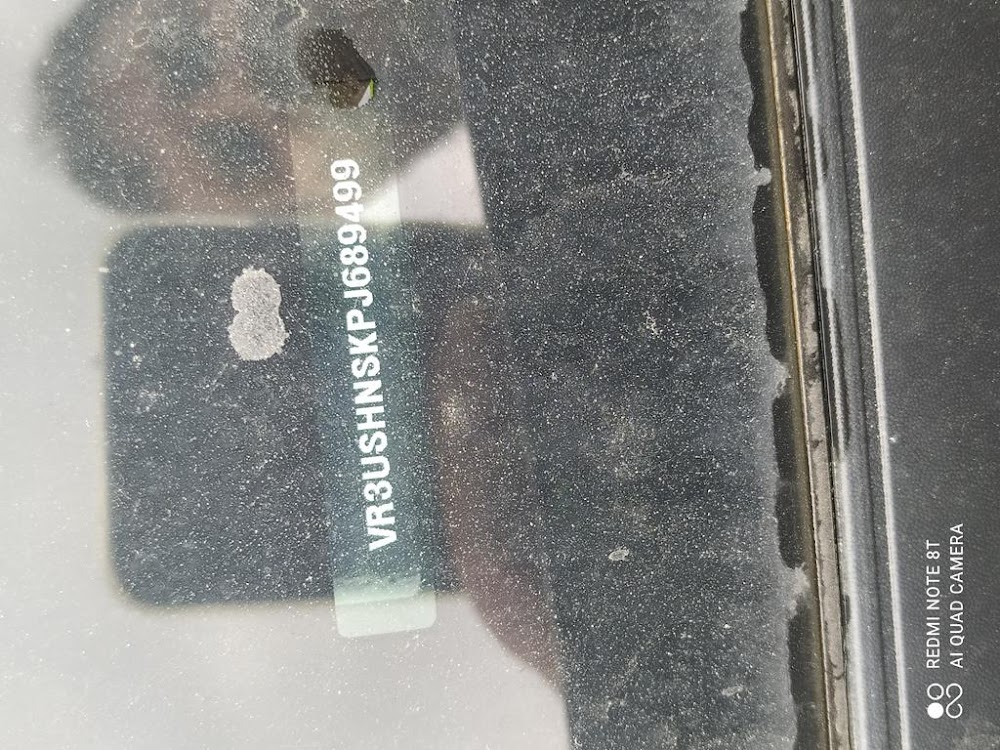 VR3USHNSKPJ689499
REDMI NOTE 8T
AI QUAD CAMERA